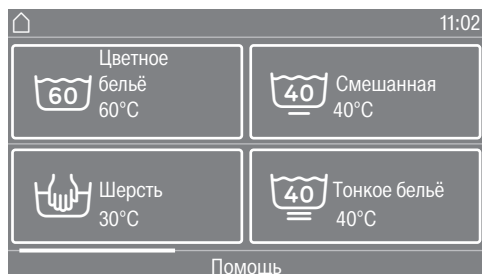 11:02
Цветное
бельё
60°C
60
Смешанная
40°C
40
Шерсть
30°C
Тонкое бельё
40°C
40
Помощь